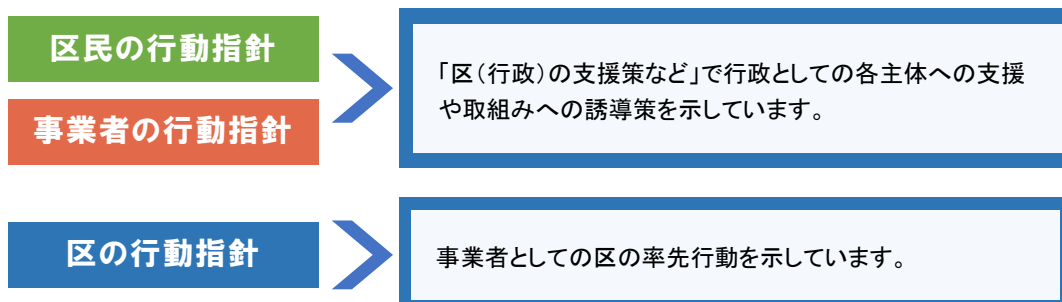 区民の行動指針
事業者の行動指針
「区（行政）の支援策など」で行政としての各主体への支援
や取組みへの誘導策を示しています。
区の行動指針
事業者としての区の率先行動を示しています。